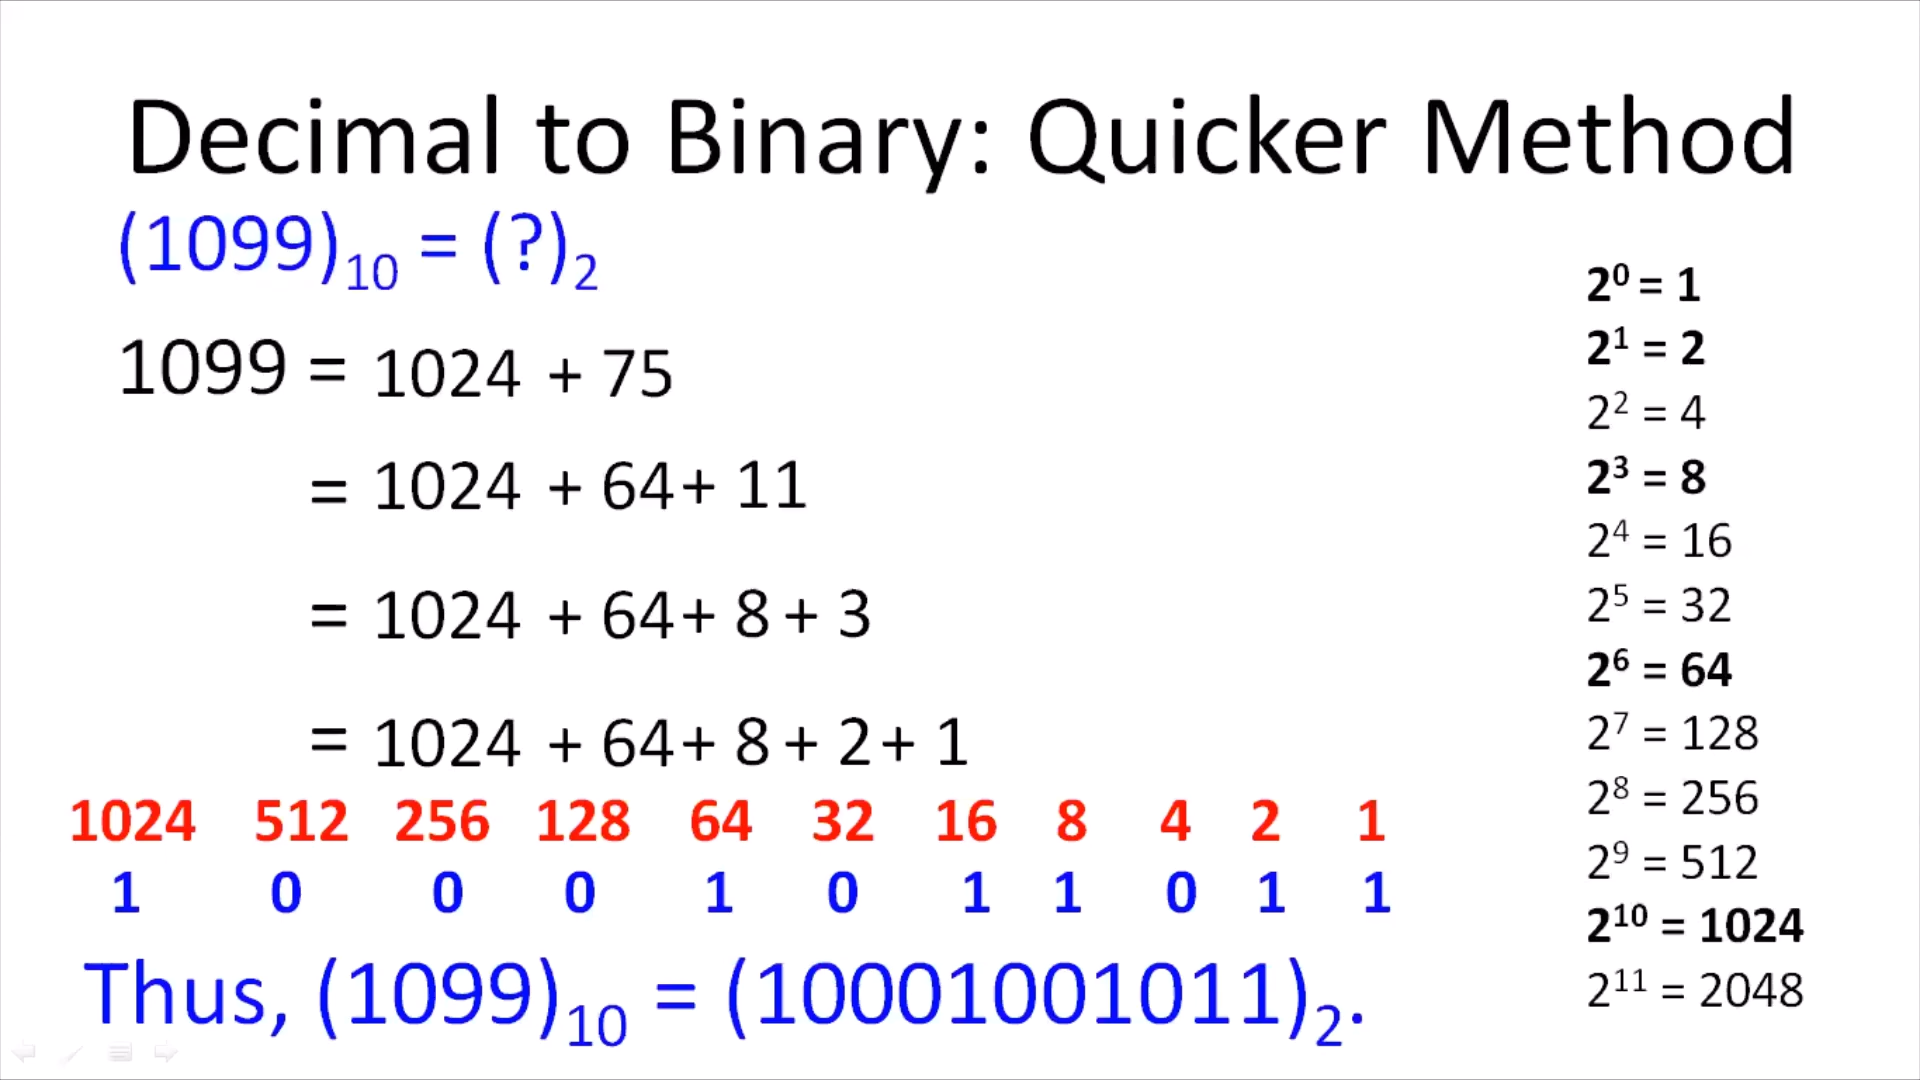 Decimal to Binary: Quicker Method
(1099)₁₀ = (?)₂
1099 = 1024 + 75
= 1024 + 64 + 11
= 1024 + 64 + 8 + 3
= 1024 + 64 + 8 + 2 + 1
1024 512 256 128 64 32 16 8 4 2 1
1 0 0 0 1 0 1 1 0 1 1
Thus, (1099)₁₀ = (10001001011)₂.
2⁰ = 1
2¹ = 2
2² = 4
2³ = 8
2⁴ = 16
2⁵ = 32
2⁶ = 64
2⁷ = 128
2⁸ = 256
2⁹ = 512
2¹⁰ = 1024
2¹¹ = 2048